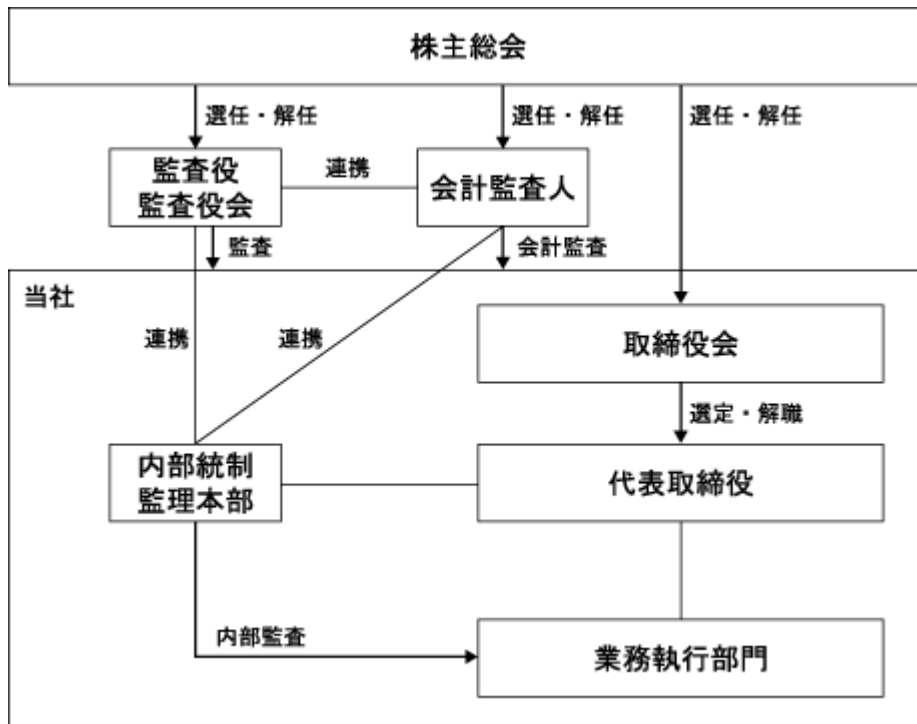 株主総会
選任・解任
選任・解任
選任・解任
監査役
監査役会
連携
会計監査人
監査
会計監査
当社
連携
連携
取締役会
選定・解職
内部統制
監理本部
代表取締役
内部監査
業務執行部門